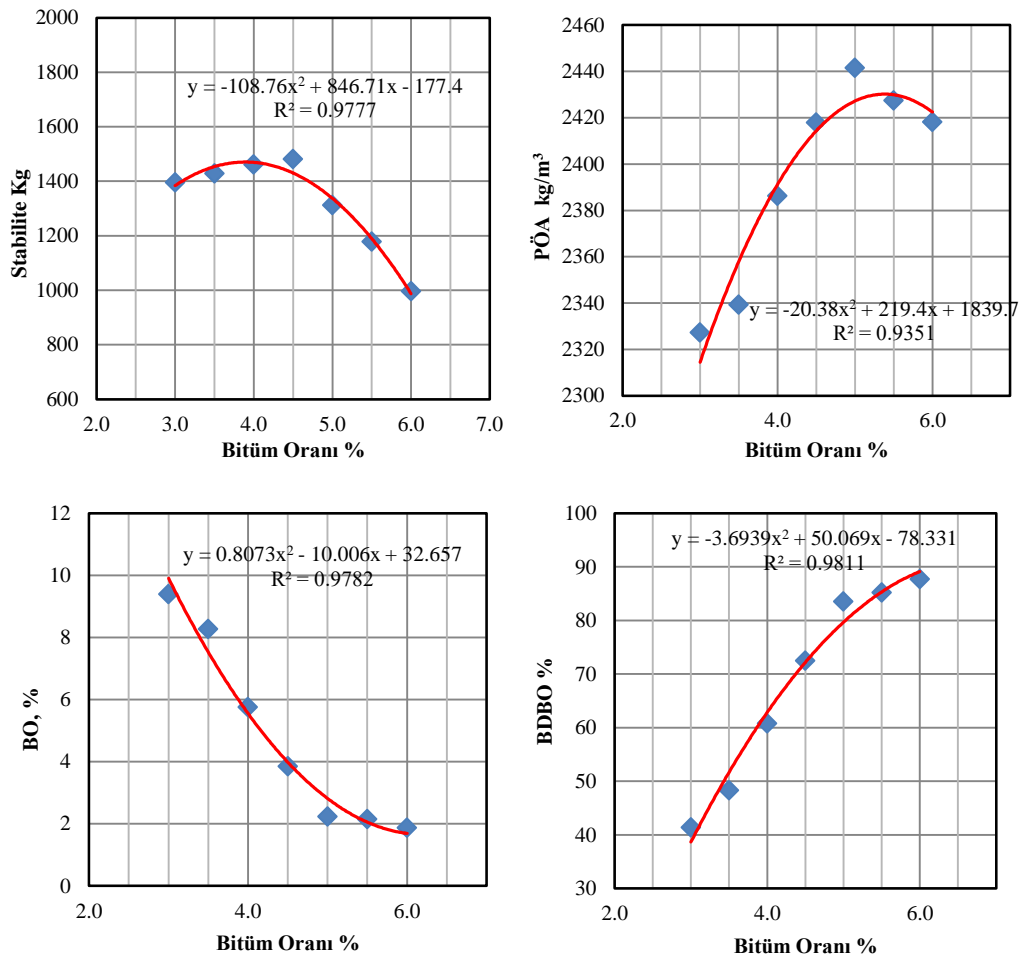 2000
1800
1600
1400
1200
1000
800
600
Stabilite Kg
y = -108.76x² + 846.71x - 177.4
R² = 0.9777
2.0 3.0 4.0 5.0 6.0 7.0
Bitüm Oranı %
2460
2440
2420
2400
2380
2360
2340
2320
2300
PÖA kg/m³
y = -20.38x² + 219.4x + 1839.7
R² = 0.9351
2.0 4.0 6.0
Bitüm Oranı %
12
10
8
6
4
2
0
BO, %
y = 0.8073x² - 10.006x + 32.657
R² = 0.9782
2.0 4.0 6.0
Bitüm Oranı %
100
90
80
70
60
50
40
30
BDBO %
y = -3.6939x² + 50.069x - 78.331
R² = 0.9811
2.0 4.0 6.0
Bitüm Oranı %